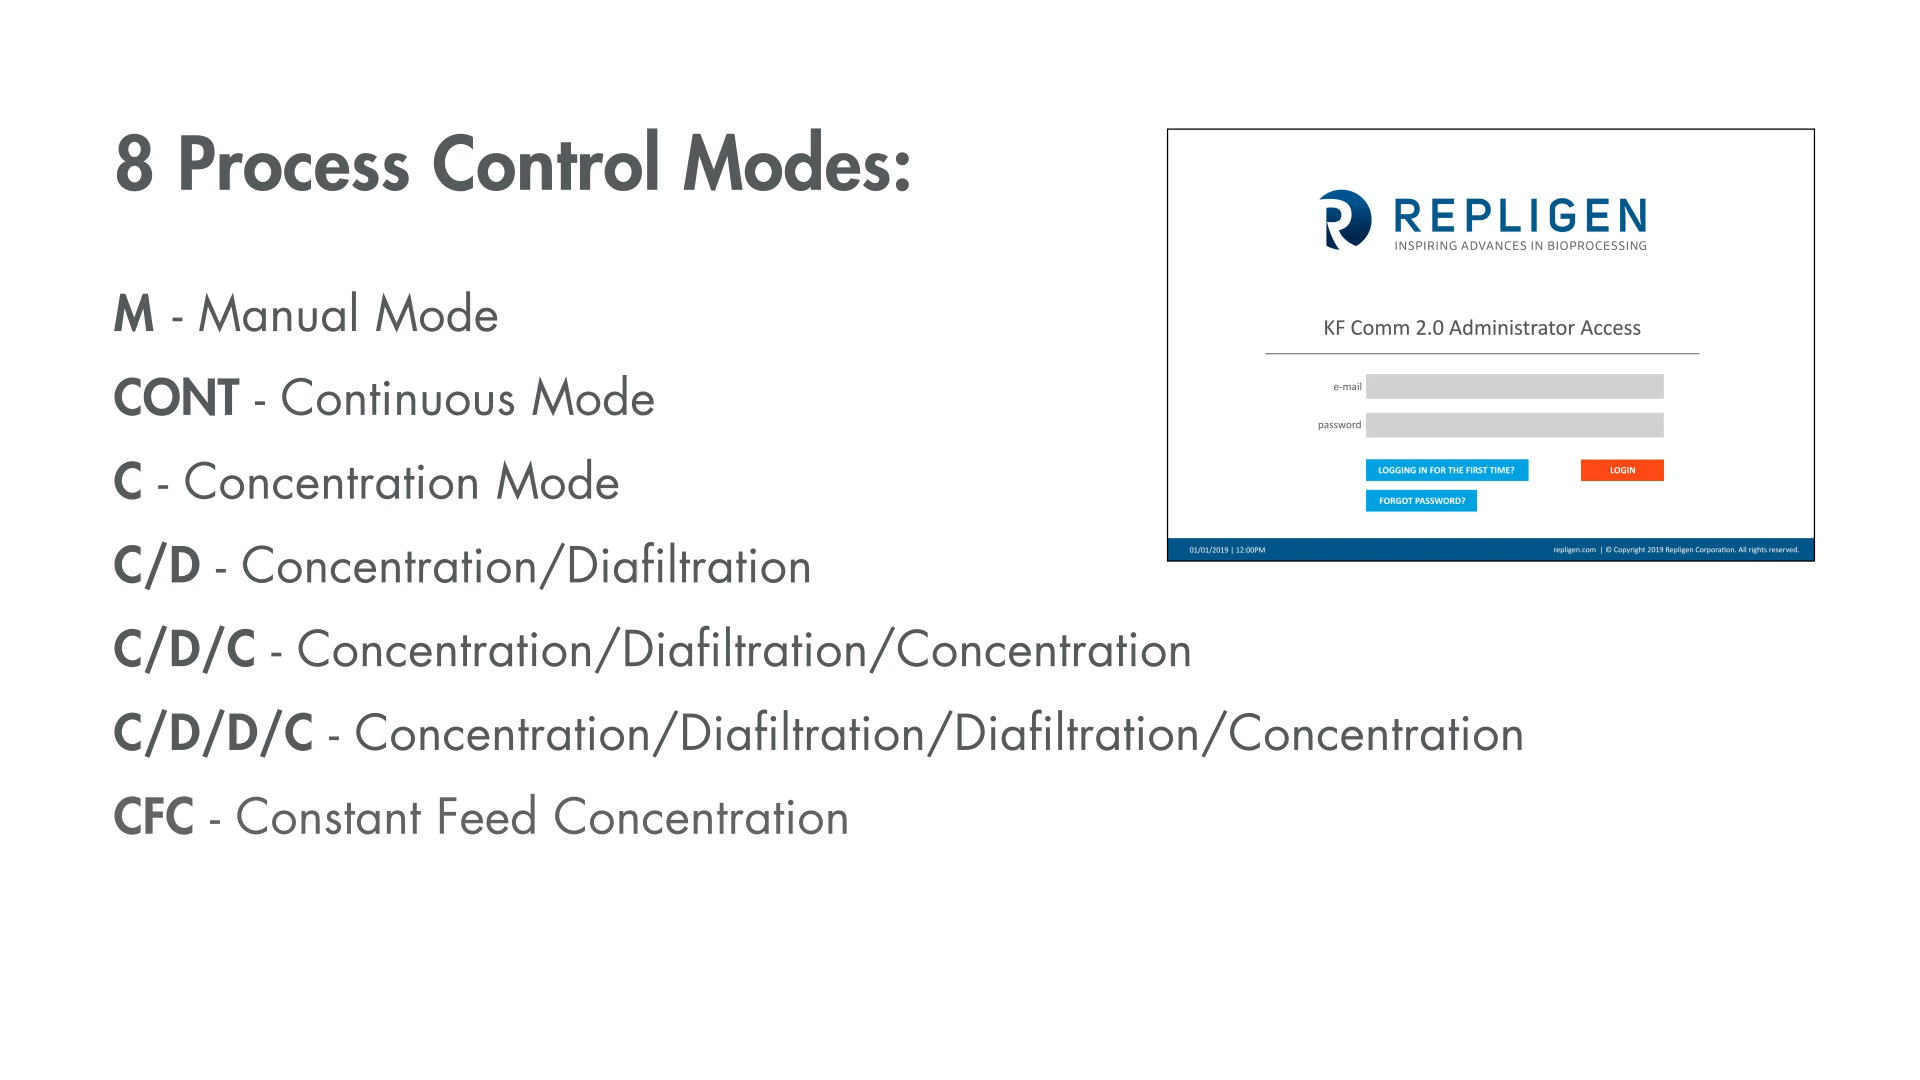 8 Process Control Modes:
M - Manual Mode
CONT - Continuous Mode
C - Concentration Mode
C/D - Concentration/Diafiltration
C/D/C - Concentration/Diafiltration/Concentration
C/D/D/C - Concentration/Diafiltration/Diafiltration/Concentration
CFC - Constant Feed Concentration
REPLIGEN
INSPIRING ADVANCES IN BIOPROCESSING
KF Comm 2.0 Administrator Access
e-mail
password
LOGGING IN FOR THE FIRST TIME? LOGIN
FORGOT PASSWORD?
01/01/2019 | 12:00PM repligen.com | © Copyright 2019 Repligen Corporation. All rights reserved.